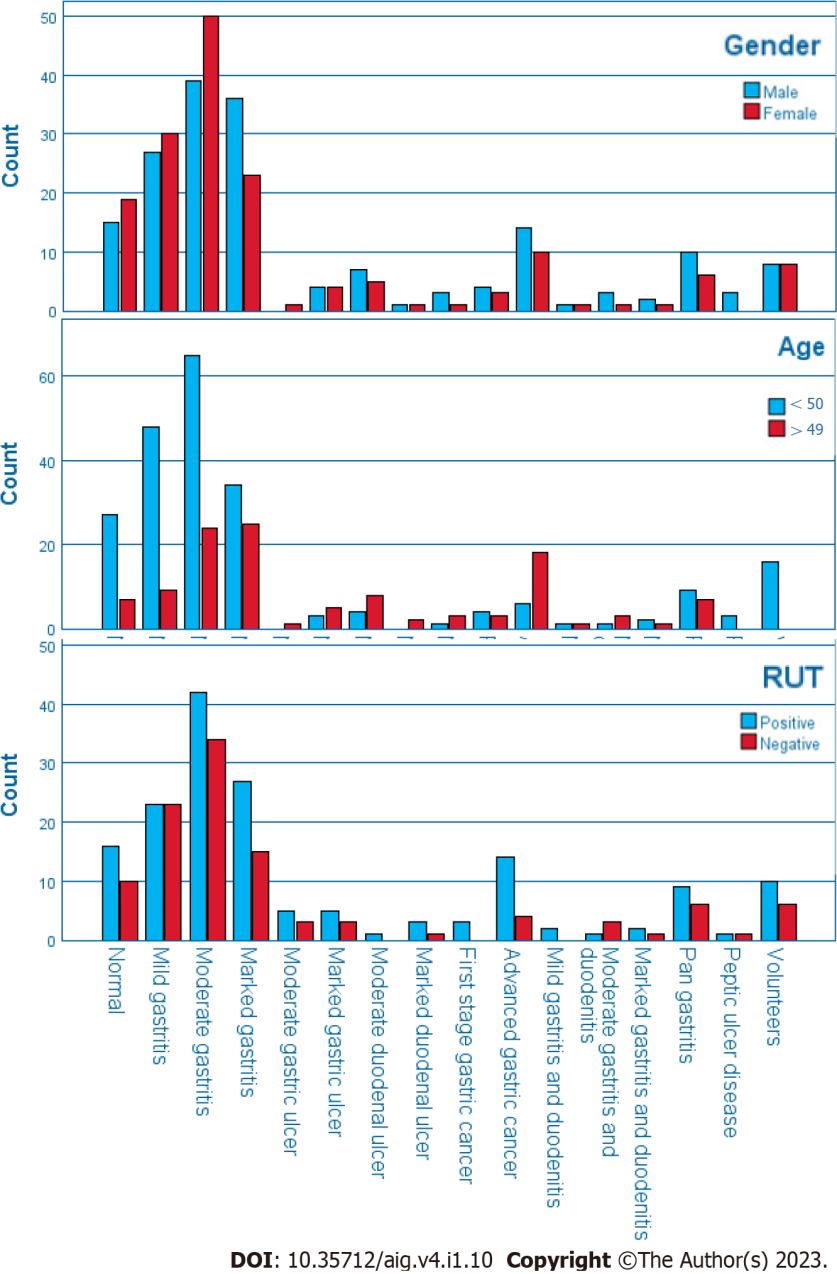 Gender
Male
Female
Count
50
40
30
20
10
0
Age
< 50
> 49
Count
60
40
20
0
RUT
Positive
Negative
Count
50
40
30
20
10
0
Normal
Mild gastritis
Moderate gastritis
Marked gastritis
Moderate gastric ulcer
Marked gastric ulcer
Moderate duodenal ulcer
Marked duodenal ulcer
First stage gastric cancer
Advanced gastric cancer
Mild gastritis and duodenitis
Moderate gastritis and
duodenitis
Marked gastritis and duodenitis
Pan gastritis
Peptic ulcer disease
Volunteers
DOI: 10.35712/aig.v4.i1.10 Copyright ©The Author(s) 2023.